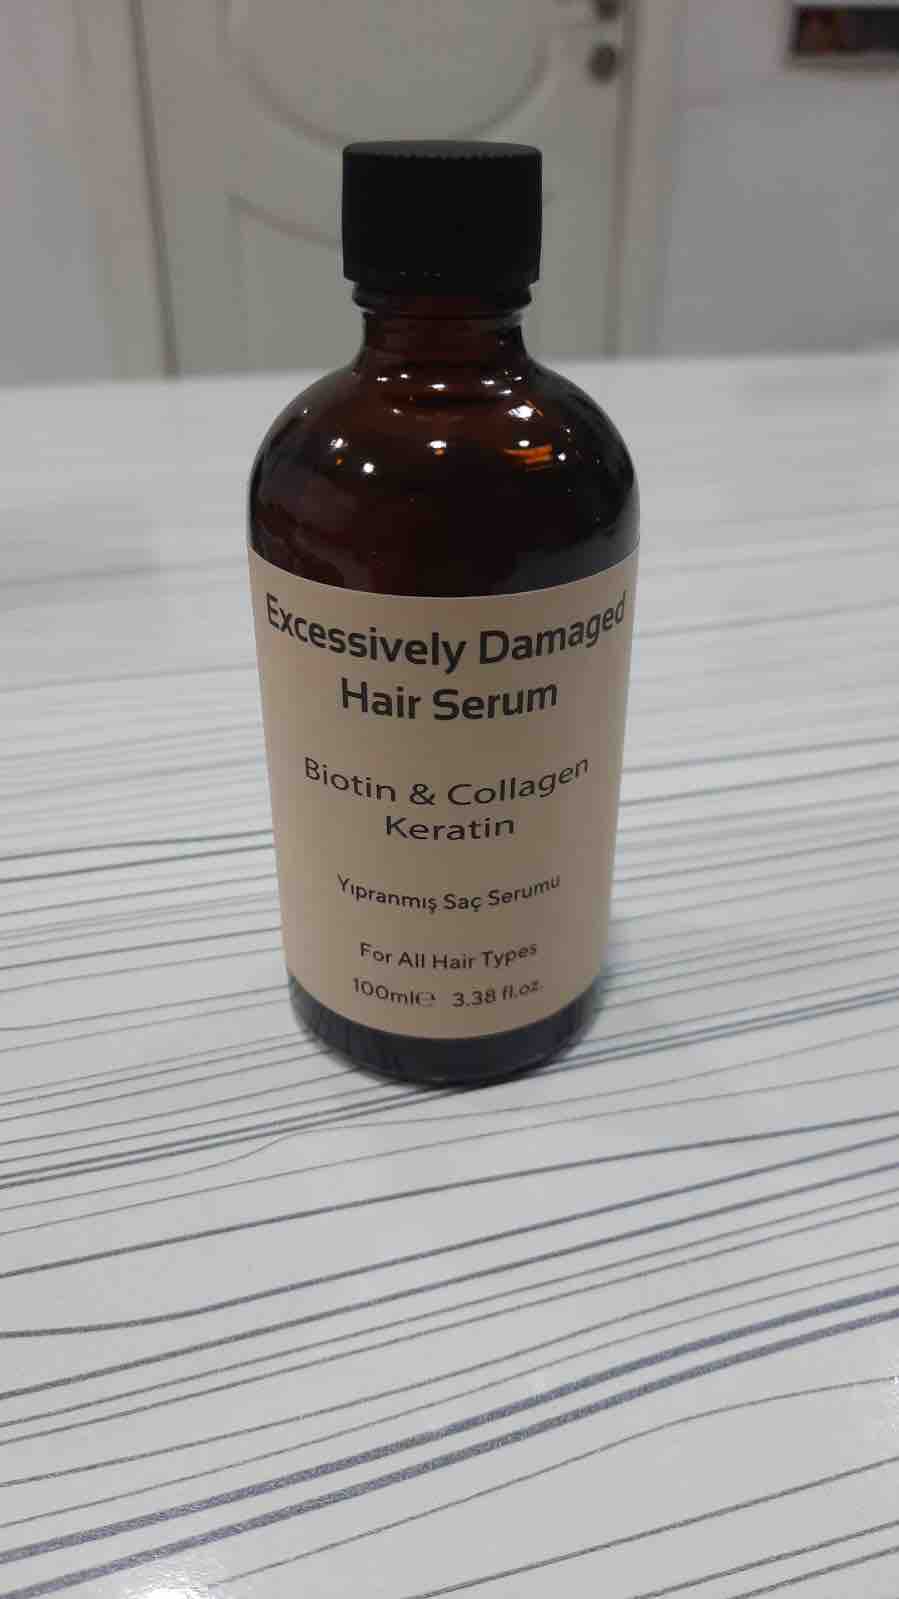 Excessively Damaged
Hair Serum
Biotin & Collagen
Keratin
Yıpranmış Saç Serumu
For All Hair Types
100ml℮ 3.38 fl.oz.